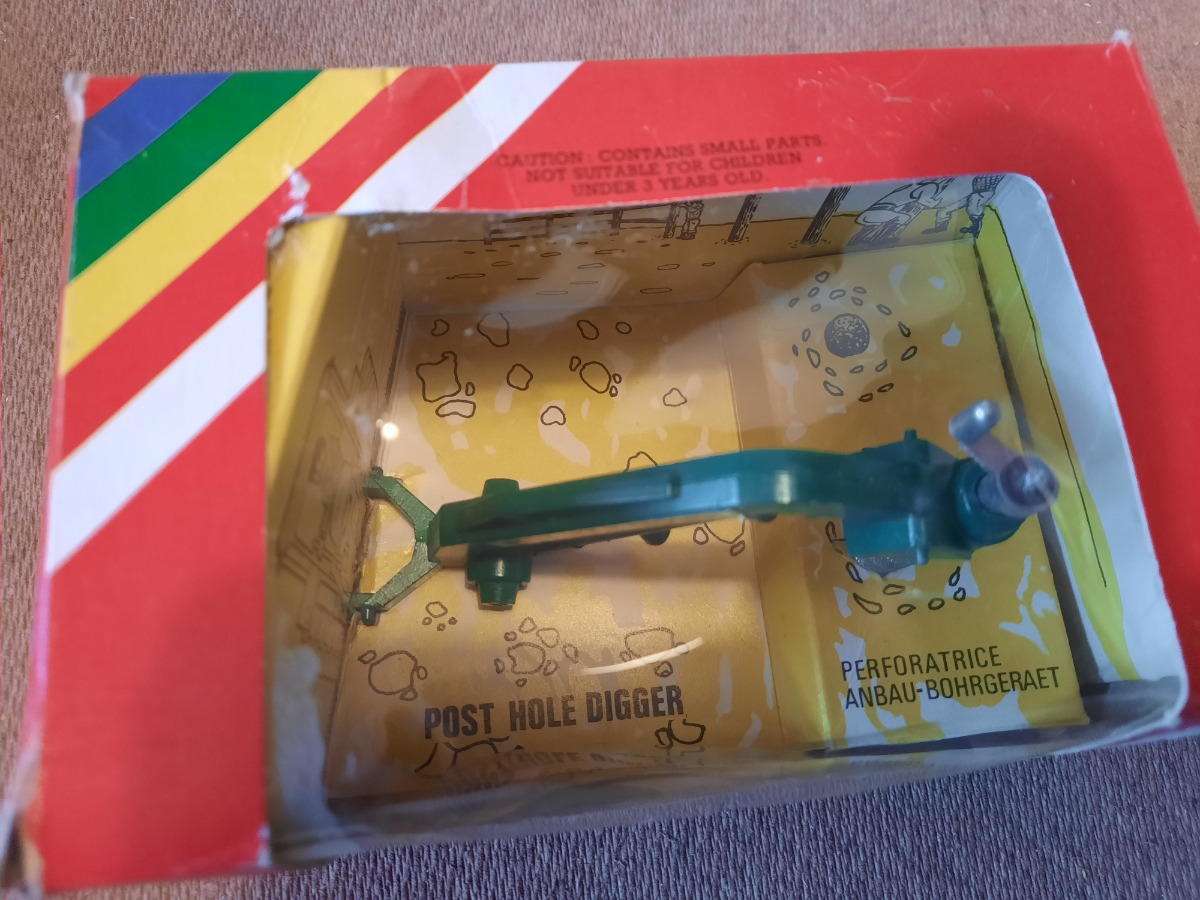 CAUTION : CONTAINS SMALL PARTS.
NOT SUITABLE FOR CHILDREN
UNDER 3 YEARS OLD.
POST HOLE DIGGER
PERFORATRICE
ANBAU-BOHRGERAET